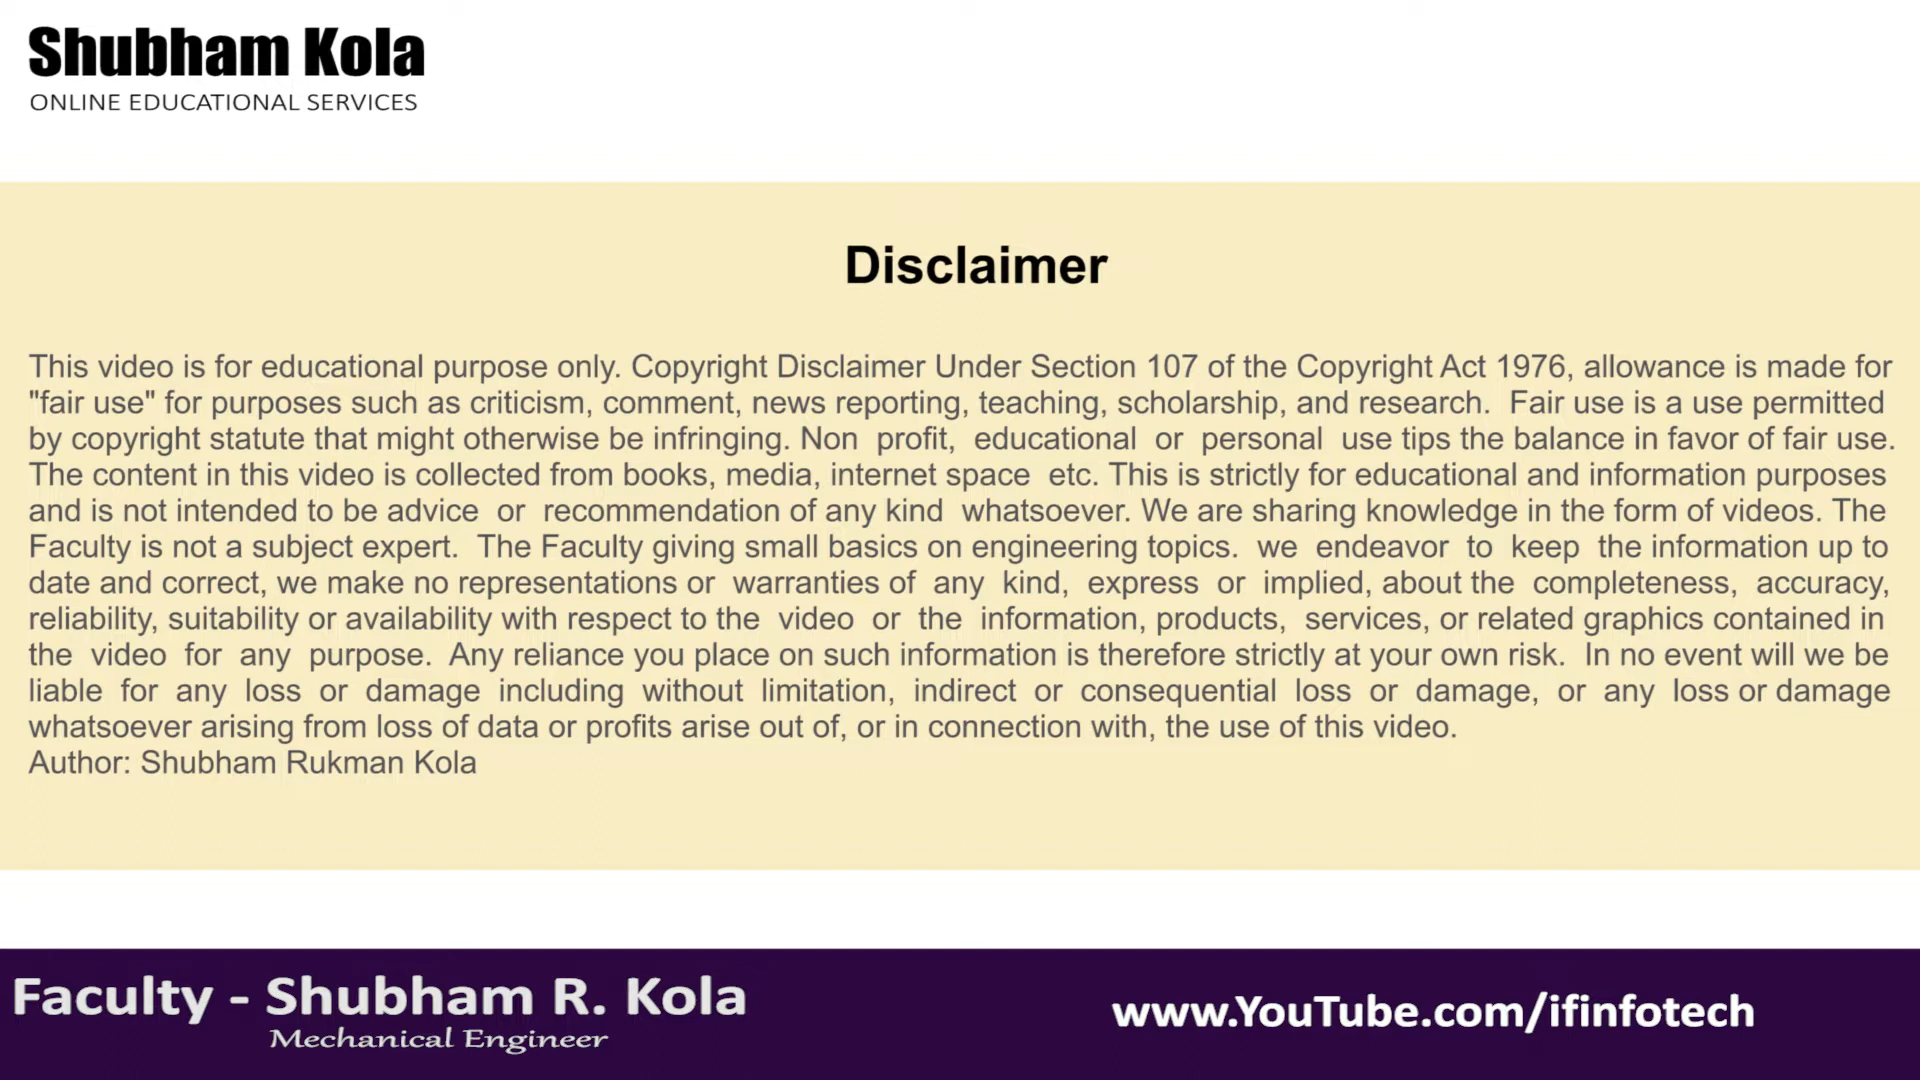 Shubham Kola
ONLINE EDUCATIONAL SERVICES
Disclaimer
This video is for educational purpose only. Copyright Disclaimer Under Section 107 of the Copyright Act 1976, allowance is made for
"fair use" for purposes such as criticism, comment, news reporting, teaching, scholarship, and research. Fair use is a use permitted
by copyright statute that might otherwise be infringing. Non profit, educational or personal use tips the balance in favor of fair use.
The content in this video is collected from books, media, internet space etc. This is strictly for educational and information purposes
and is not intended to be advice or recommendation of any kind whatsoever. We are sharing knowledge in the form of videos. The
Faculty is not a subject expert. The Faculty giving small basics on engineering topics. we endeavor to keep the information up to
date and correct, we make no representations or warranties of any kind, express or implied, about the completeness, accuracy,
reliability, suitability or availability with respect to the video or the information, products, services, or related graphics contained in
the video for any purpose. Any reliance you place on such information is therefore strictly at your own risk. In no event will we be
liable for any loss or damage including without limitation, indirect or consequential loss or damage, or any loss or damage
whatsoever arising from loss of data or profits arise out of, or in connection with, the use of this video.
Author: Shubham Rukman Kola
Faculty - Shubham R. Kola
Mechanical Engineer
www.YouTube.com/ifinfotech